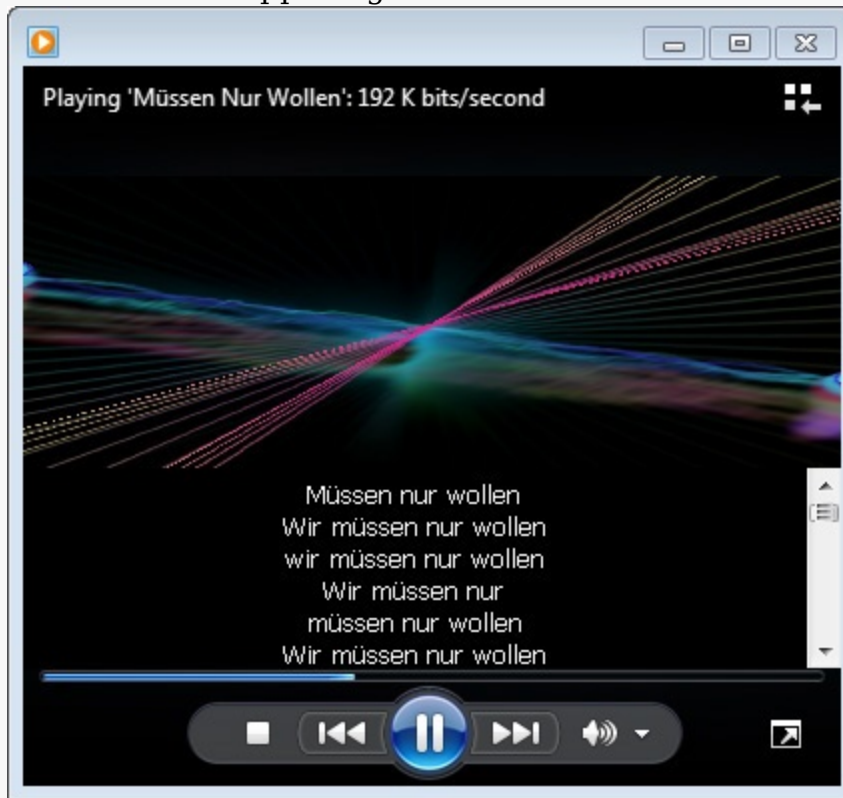 Playing 'Müssen Nur Wollen': 192 K bits/second
Müssen nur wollen
Wir müssen nur wollen
wir müssen nur wollen
Wir müssen nur
müssen nur wollen
Wir müssen nur wollen